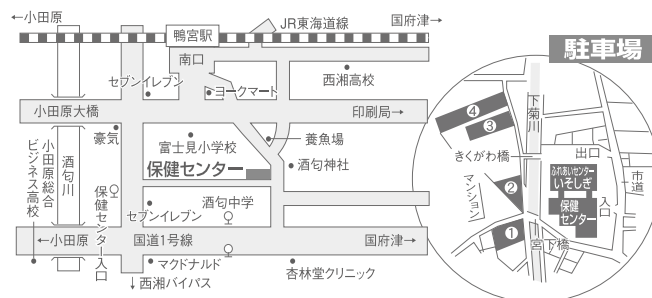 ←小田原
鴨宮駅
JR東海道線
国府津→
南口
セブンイレブン
ヨークマート
西湘高校
小田原大橋
印刷局→
豪気
富士見小学校
養魚場
保健センター
酒匂神社
小田原総合
ビジネス高校
酒匂川
保健センター入口
セブンイレブン
酒匂中学
←小田原
国道1号線
国府津→
マクドナルド
↓西湘バイパス
杏林堂クリニック
駐車場
④
③
下菊川
きくがわ橋
出口
ふれあいセンター
いそしぎ
市道
マンション
②
保健
センター
入口
①
宮下橋